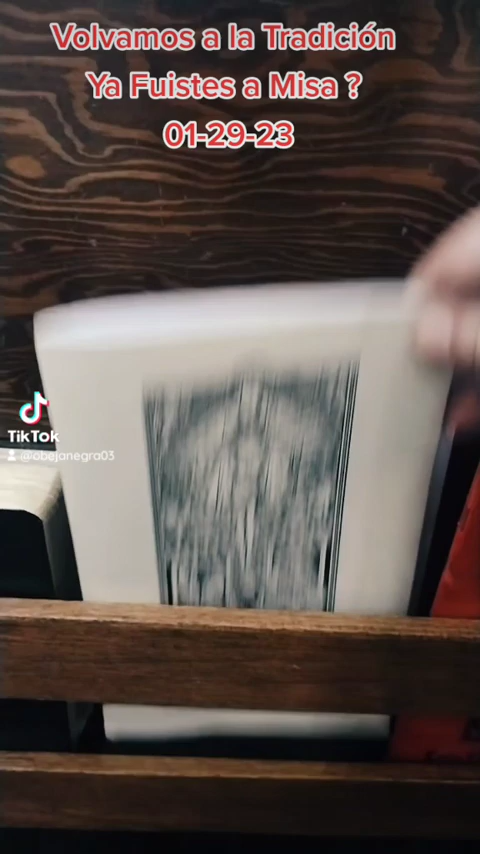 Volvamos a la Tradición
Ya Fuistes a Misa ?
01-29-23
TikTok
@obejanegra03